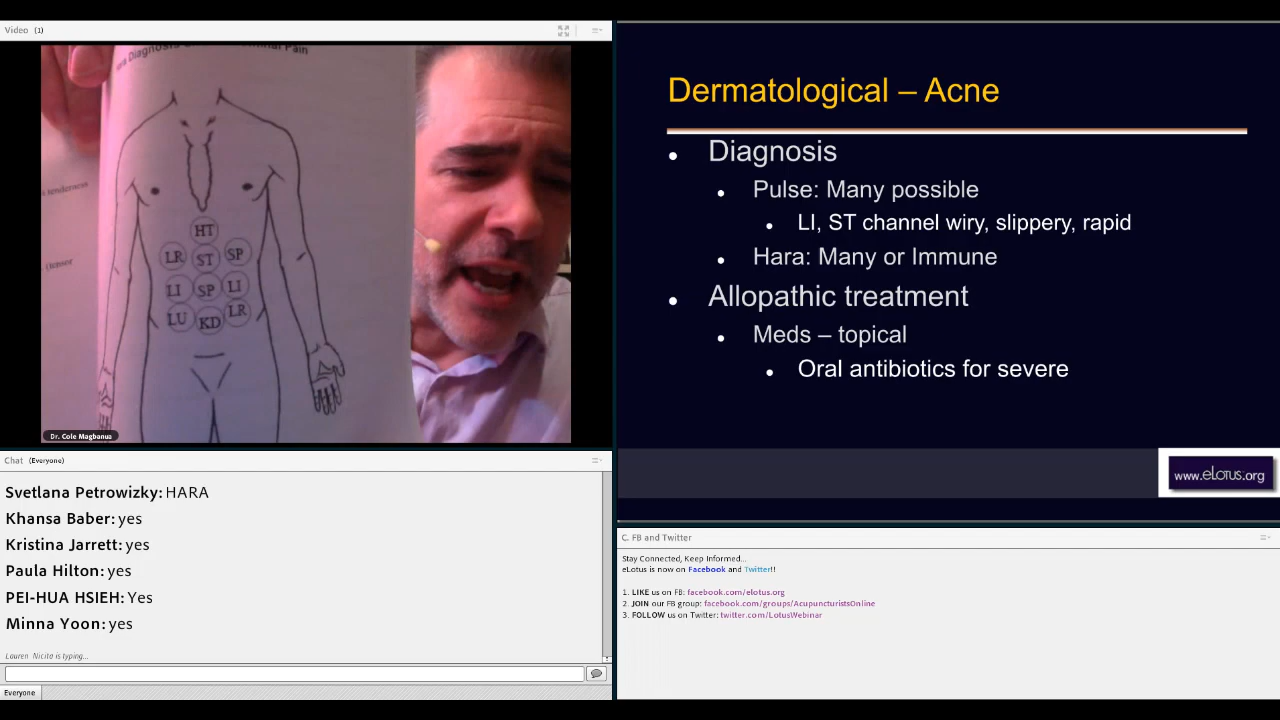 Video (1)
HT
LR ST SP
LI SP LI
LU KD LR
Dr. Cole Magbanua
Dermatological – Acne
Diagnosis
Pulse: Many possible
LI, ST channel wiry, slippery, rapid
Hara: Many or Immune
Allopathic treatment
Meds – topical
Oral antibiotics for severe
www.eLotus.org
Chat (Everyone)
Svetlana Petrowizky: HARA
Khansa Baber: yes
Kristina Jarrett: yes
Paula Hilton: yes
PEI-HUA HSIEH: Yes
Minna Yoon: yes
Lauren Nicita is typing...
Everyone
C. FB and Twitter
Stay Connected, Keep Informed...
eLotus is now on Facebook and Twitter!!
1. LIKE us on FB: facebook.com/elotus.org
2. JOIN our FB group: facebook.com/groups/AcupuncturistsOnline
3. FOLLOW us on Twitter: twitter.com/LotusWebinar